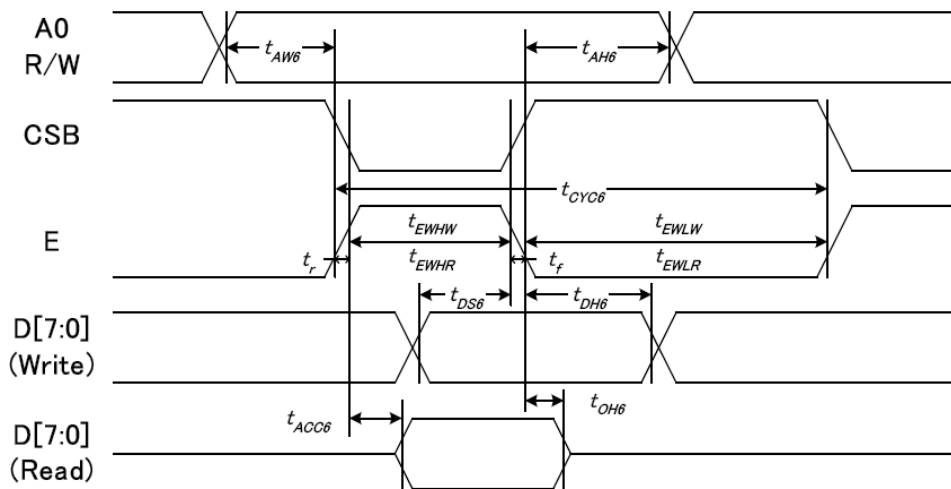 A0
R/W
tAW6
tAH6
CSB
tCYC6
E
tEWHW
tEWLW
tr
tEWHR
tf
tEWLR
tDS6
tDH6
D[7:0]
(Write)
tACC6
tOH6
D[7:0]
(Read)